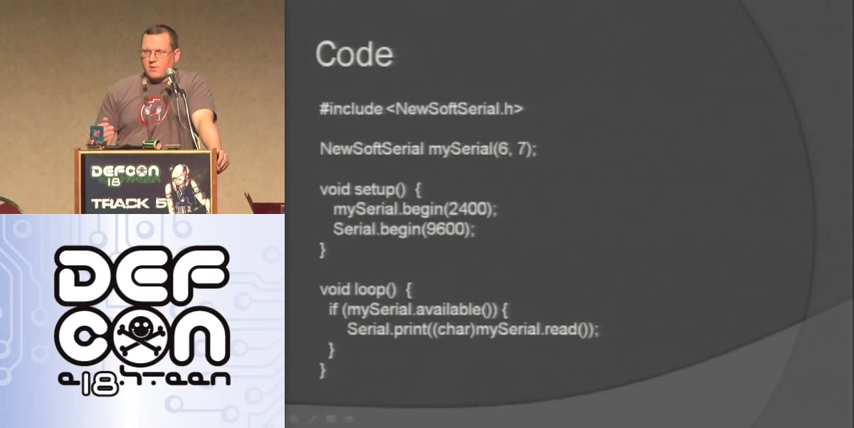 DEFCON
18
TRACK 5
DEF
CON
Code
#include <NewSoftSerial.h>
NewSoftSerial mySerial(6, 7);
void setup() {
mySerial.begin(2400);
Serial.begin(9600);
}
void loop() {
if (mySerial.available()) {
Serial.print((char)mySerial.read());
}
}